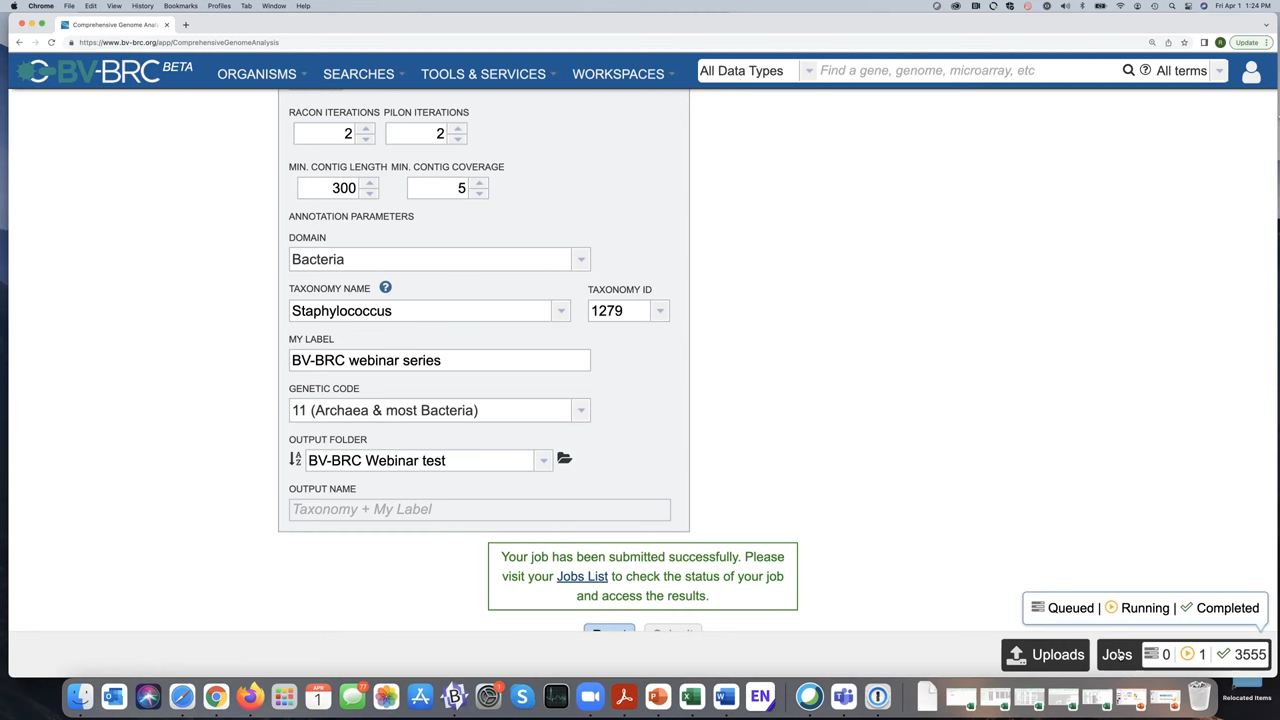 Chrome File Edit View History Bookmarks Profiles Tab Window Help
Fri Apr 1 1:24 PM
Comprehensive Genome Analy
https://www.bv-brc.org/app/ComprehensiveGenomeAnalysis
R Update
BV-BRC BETA
ORGANISMS SEARCHES TOOLS & SERVICES WORKSPACES
All Data Types Find a gene, genome, microarray, etc All terms
RACON ITERATIONS PILON ITERATIONS
2 2
MIN. CONTIG LENGTH MIN. CONTIG COVERAGE
300 5
ANNOTATION PARAMETERS
DOMAIN
Bacteria
TAXONOMY NAME ? TAXONOMY ID
Staphylococcus 1279
MY LABEL
BV-BRC webinar series
GENETIC CODE
11 (Archaea & most Bacteria)
OUTPUT FOLDER
BV-BRC Webinar test
OUTPUT NAME
Taxonomy + My Label
Your job has been submitted successfully. Please
visit your Jobs List to check the status of your job
and access the results.
Queued | Running | Completed
Uploads Jobs 0 1 3555
Relocated Items